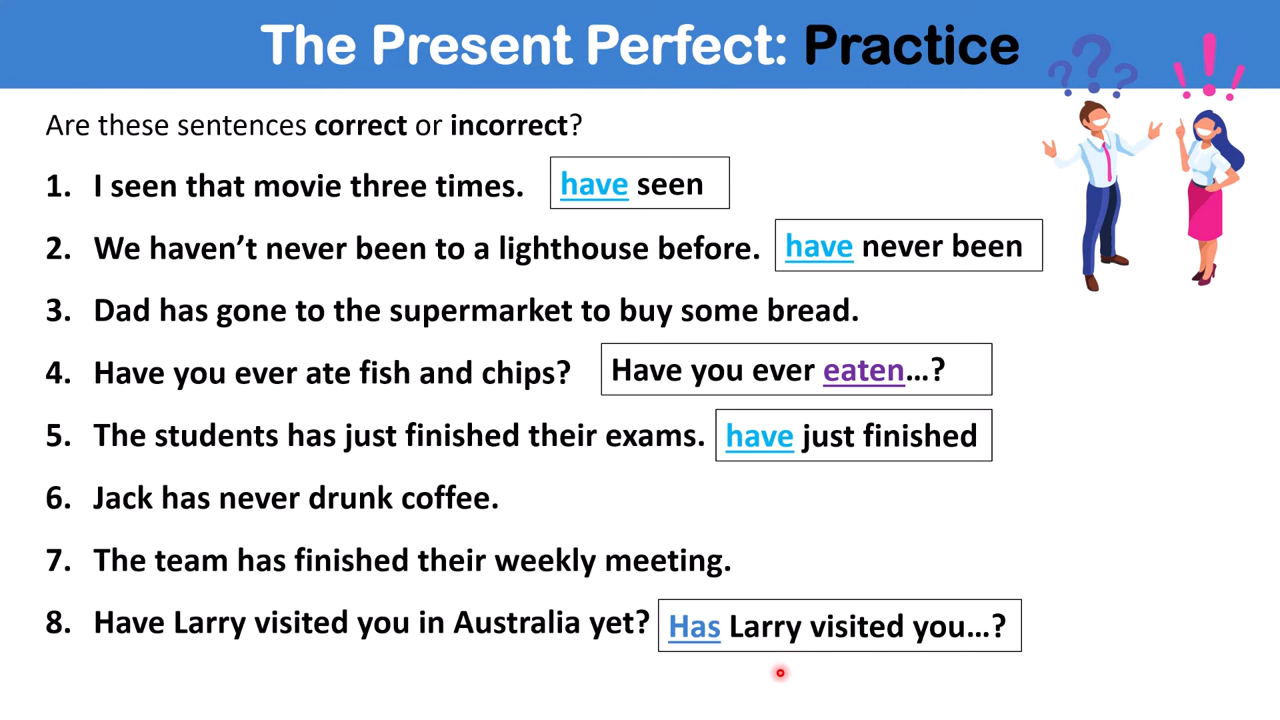 The Present Perfect: Practice
Are these sentences correct or incorrect?
1. I seen that movie three times. have seen
2. We haven’t never been to a lighthouse before. have never been
3. Dad has gone to the supermarket to buy some bread.
4. Have you ever ate fish and chips? Have you ever eaten…?
5. The students has just finished their exams. have just finished
6. Jack has never drunk coffee.
7. The team has finished their weekly meeting.
8. Have Larry visited you in Australia yet? Has Larry visited you…?